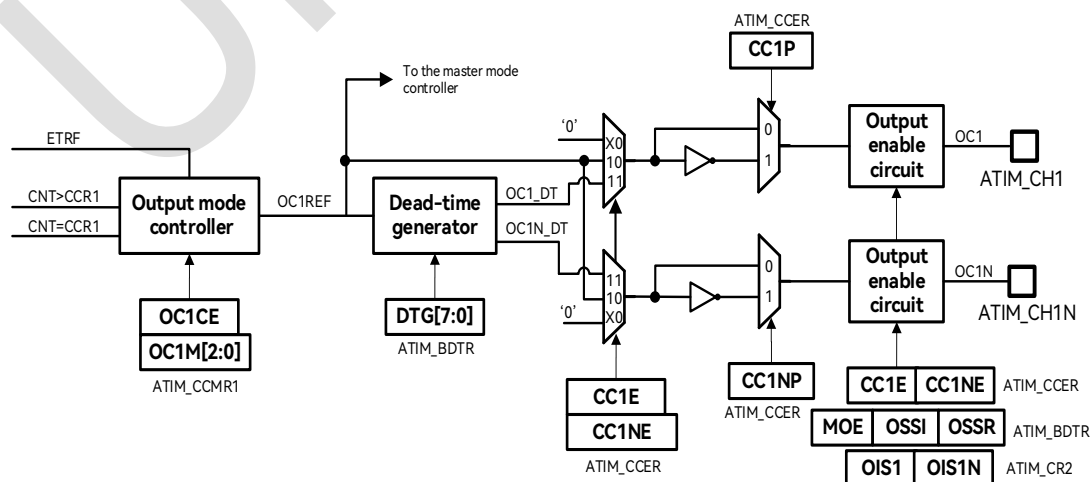 ATIM_CCER
CC1P
To the master mode
controller
ETRF
CNT>CCR1
CNT=CCR1
Output mode
controller
OC1REF
Dead-time
generator
OC1_DT
OC1N_DT
'0'
X0
10
11
0
1
Output
enable
circuit
OC1
ATIM_CH1
11
10
X0
'0'
0
1
Output
enable
circuit
OC1N
ATIM_CH1N
OC1CE
OC1M[2:0]
ATIM_CCMR1
DTG[7:0]
ATIM_BDTR
CC1E
CC1NE
ATIM_CCER
CC1NP
ATIM_CCER
CC1E CC1NE ATIM_CCER
MOE OSSI OSSR ATIM_BDTR
OIS1 OIS1N ATIM_CR2